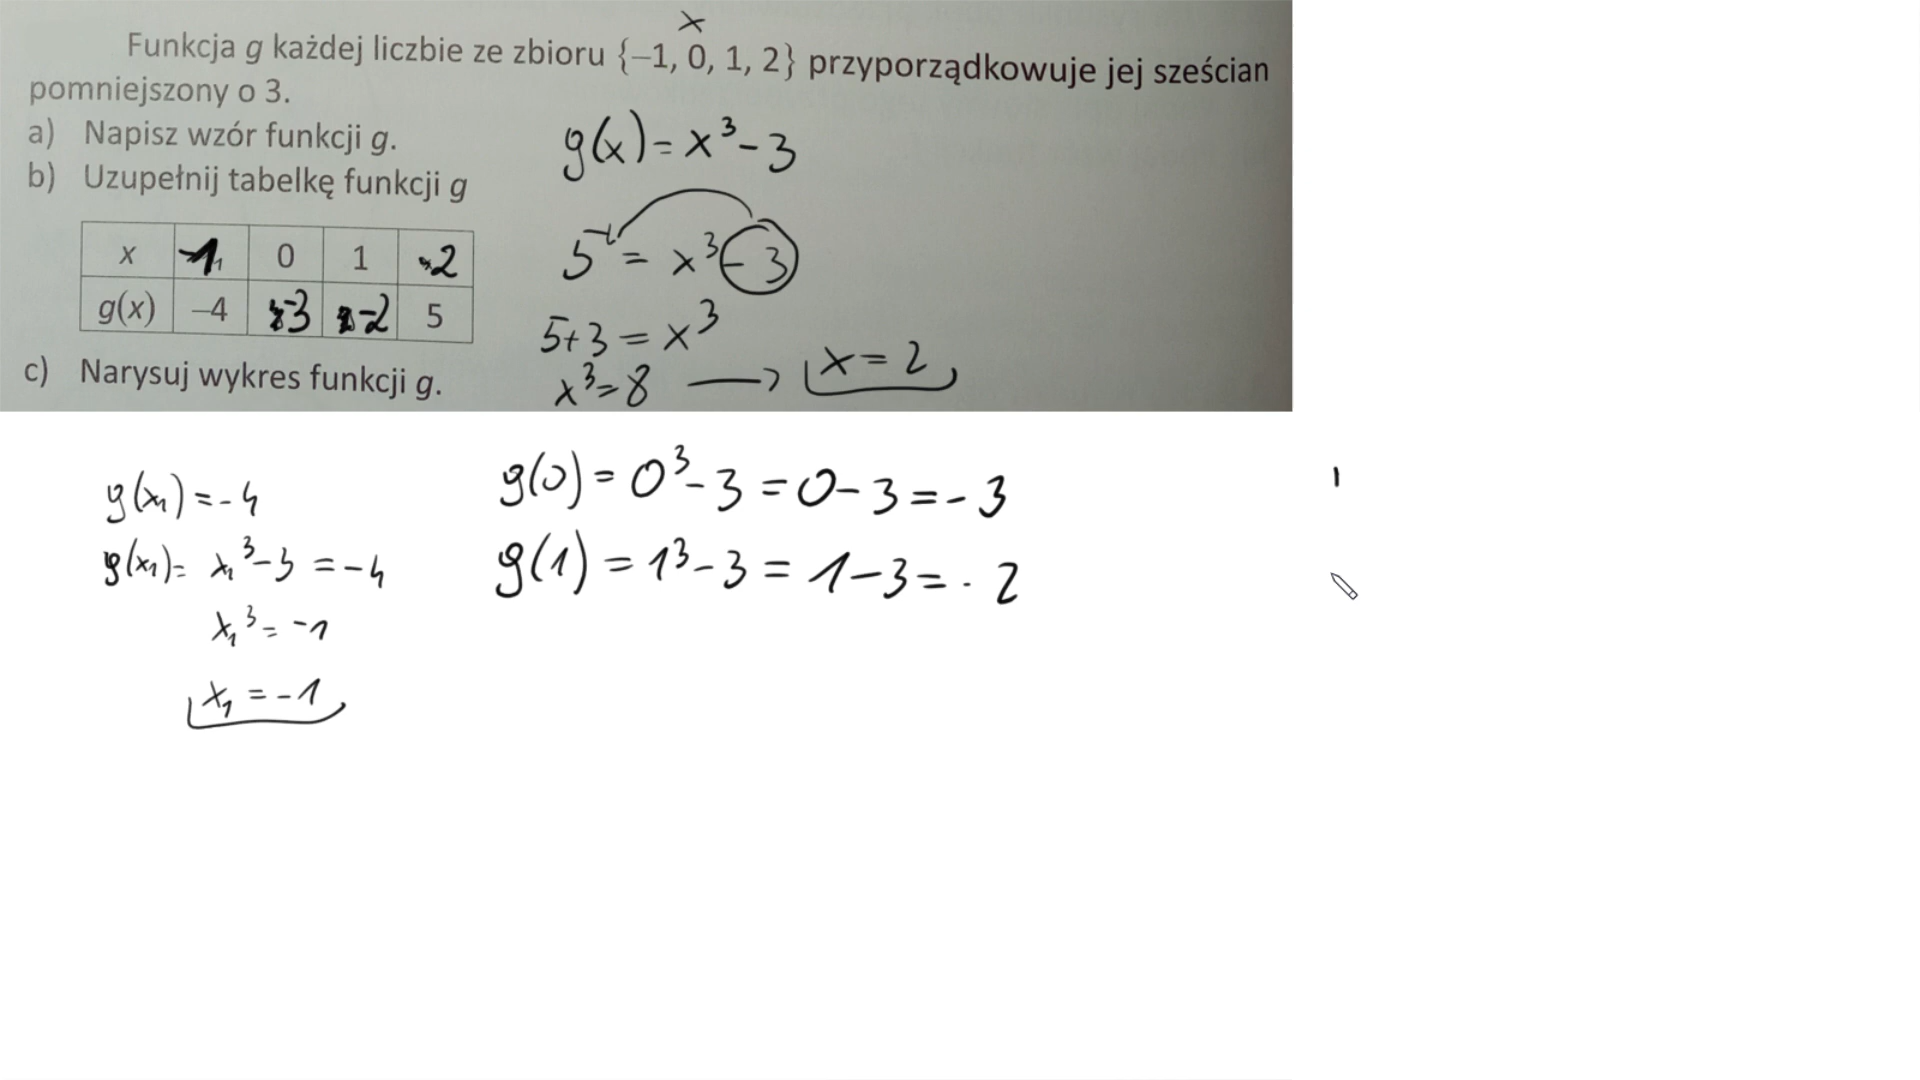 x
Funkcja g każdej liczbie ze zbioru {–1, 0, 1, 2} przyporządkowuje jej sześcian
pomniejszony o 3.
a) Napisz wzór funkcji g.
g(x) = x³ - 3
b) Uzupełnij tabelkę funkcji g
5 = x³ - 3
x -1 0 1 2
g(x) –4 -3 -2 5
5+3 = x³
c) Narysuj wykres funkcji g.
x³ = 8 → x = 2
g(x₁) = -4
g(x₁) = x₁³ - 3 = -4
x₁³ = -1
x₁ = -1
g(0) = 0³ - 3 = 0 - 3 = -3
g(1) = 1³ - 3 = 1 - 3 = -2